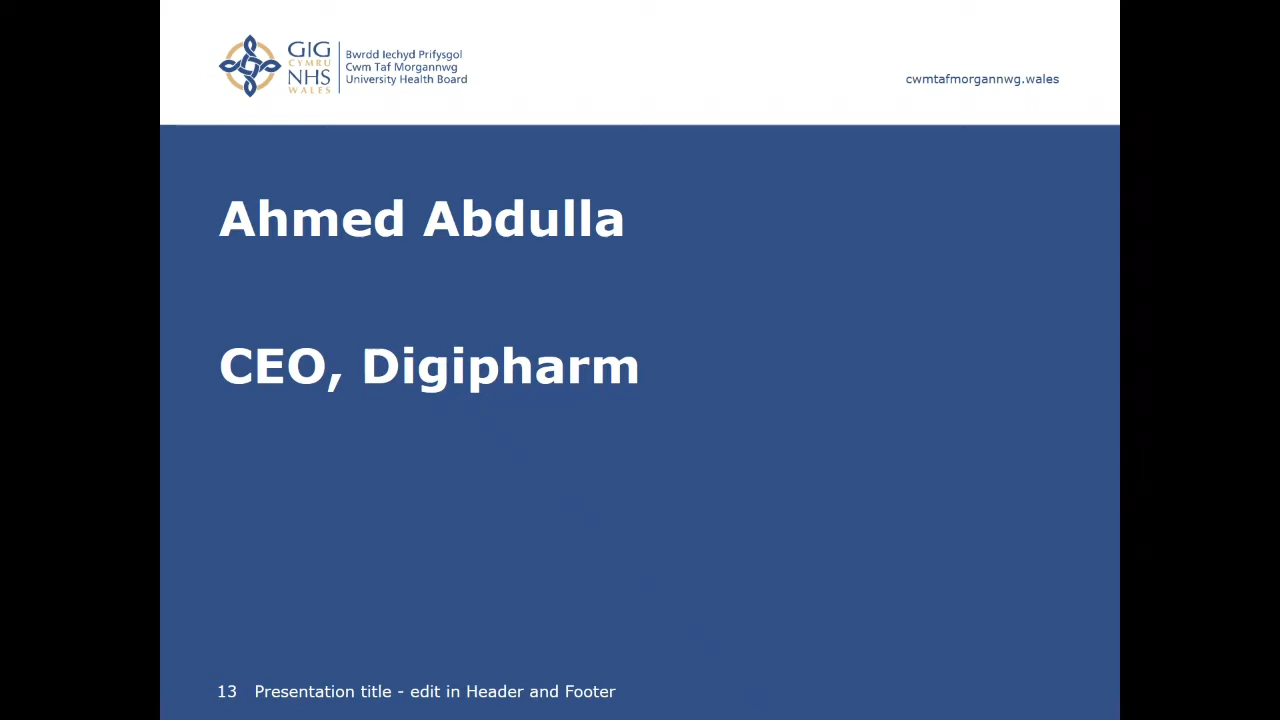 GIG
CYMRU
NHS
WALES
Bwrdd Iechyd Prifysgol
Cwm Taf Morgannwg
University Health Board
cwmtafmorgannwg.wales
Ahmed Abdulla
CEO, Digipharm
13 Presentation title - edit in Header and Footer